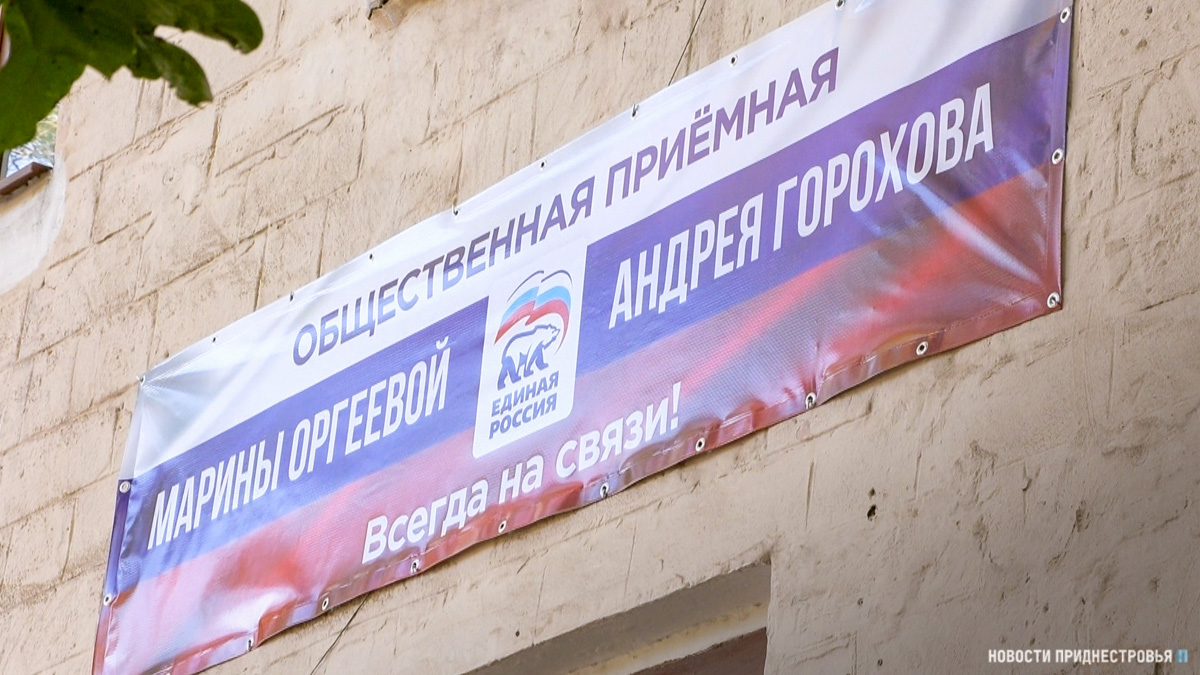 ОБЩЕСТВЕННАЯ ПРИЁМНАЯ
МАРИНЫ ОРГЕЕВОЙ
ЕДИНАЯ
РОССИЯ
АНДРЕЯ ГОРОХОВА
Всегда на связи!
НОВОСТИ ПРИДНЕСТРОВЬЯ